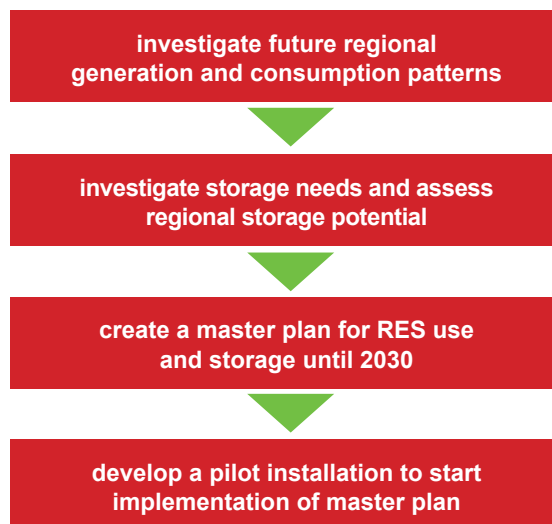 investigate future regional
generation and consumption patterns
investigate storage needs and assess
regional storage potential
create a master plan for RES use
and storage until 2030
develop a pilot installation to start
implementation of master plan